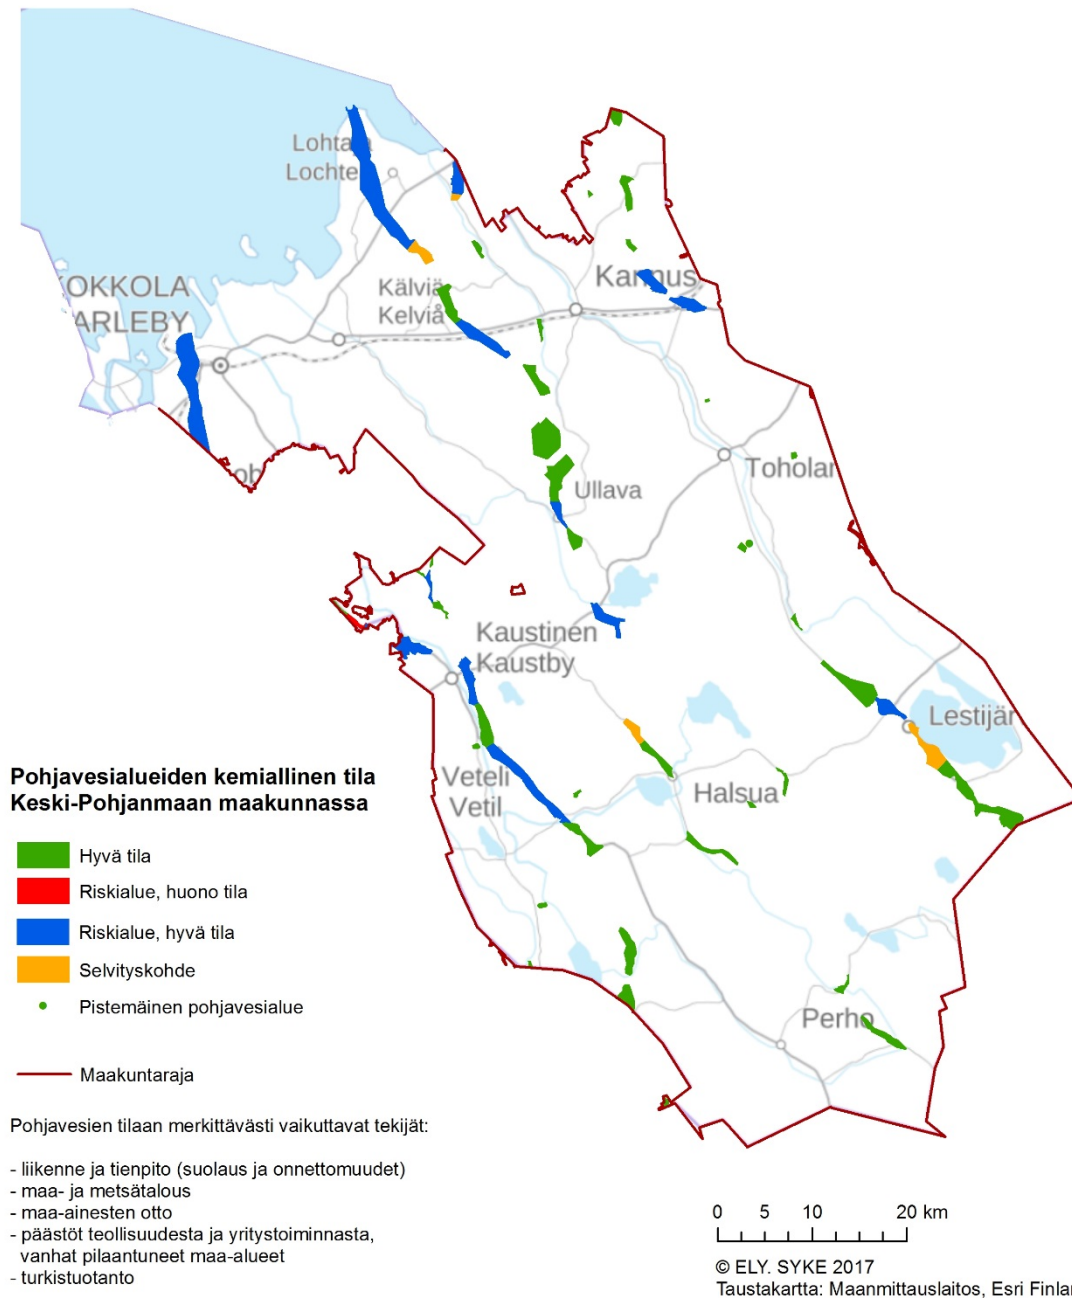 Lohtaja
Lochteå
Kannus
KOKKOLA
KARLEBY
Kälviä
Kelviå
Toholampi
Ullava
Kaustinen
Kaustby
Lestijärvi
Pohjavesialueiden kemiallinen tila
Keski-Pohjanmaan maakunnassa
Veteli
Vetil
Halsua
Hyvä tila
Riskialue, huono tila
Riskialue, hyvä tila
Selvityskohde
Pistemäinen pohjavesialue
Perho
Maakuntaraja
Pohjavesien tilaan merkittävästi vaikuttavat tekijät:
- liikenne ja tienpito (suolaus ja onnettomuudet)
- maa- ja metsätalous
- maa-ainesten otto
- päästöt teollisuudesta ja yritystoiminnasta,
vanhat pilaantuneet maa-alueet
- turkistuotanto
0 5 10 20 km
© ELY. SYKE 2017
Taustakartta: Maanmittauslaitos, Esri Finlan